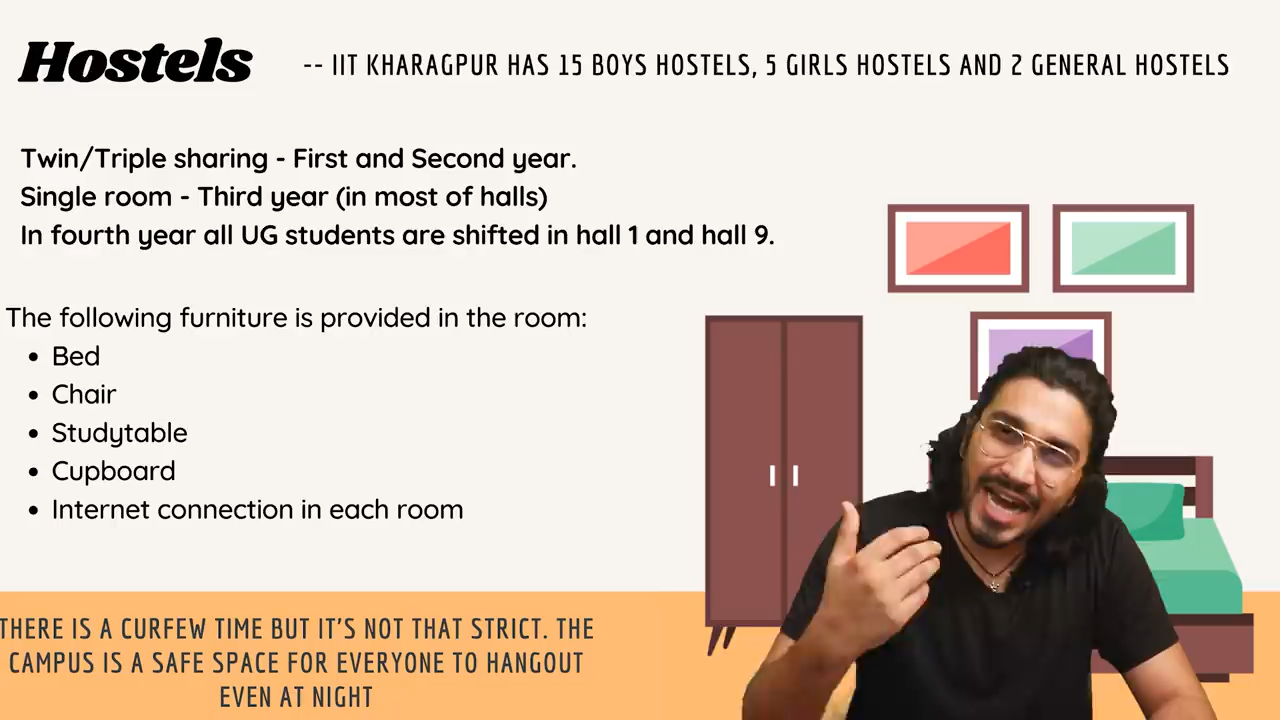 Hostels
-- IIT KHARAGPUR HAS 15 BOYS HOSTELS, 5 GIRLS HOSTELS AND 2 GENERAL HOSTELS
Twin/Triple sharing - First and Second year.
Single room - Third year (in most of halls)
In fourth year all UG students are shifted in hall 1 and hall 9.
The following furniture is provided in the room:
• Bed
• Chair
• Studytable
• Cupboard
• Internet connection in each room
THERE IS A CURFEW TIME BUT IT'S NOT THAT STRICT. THE
CAMPUS IS A SAFE SPACE FOR EVERYONE TO HANGOUT
EVEN AT NIGHT